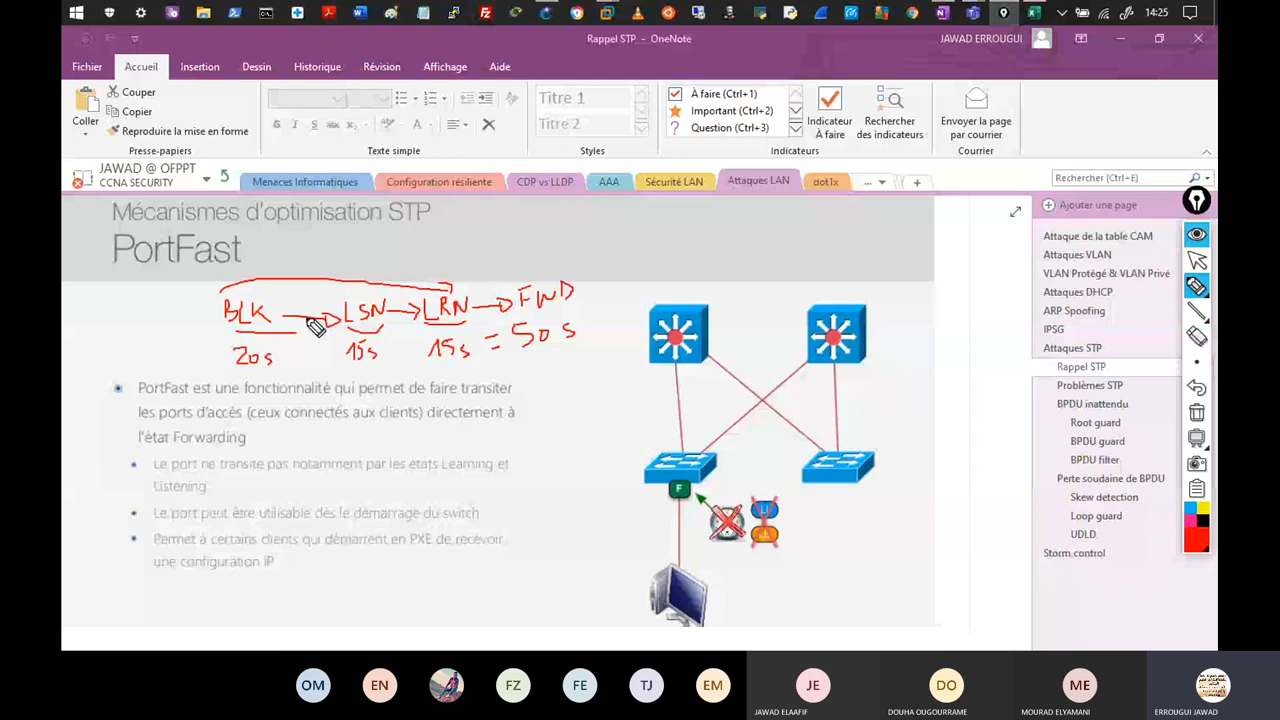 14:25
Rappel STP - OneNote
JAWAD ERROUGUI
Fichier
Accueil
Insertion
Dessin
Historique
Révision
Affichage
Aide
Coller
Couper
Copier
Reproduire la mise en forme
Presse-papiers
G I S abc x
A
Texte simple
Titre 1
Titre 2
Styles
À faire (Ctrl+1)
Important (Ctrl+2)
Question (Ctrl+3)
Indicateur
À faire
Rechercher
des indicateurs
Indicateurs
Envoyer la page
par courrier
Courrier
JAWAD @ OFPPT
CCNA SECURITY
Menaces Informatiques
Configuration résiliente
CDP vs LLDP
AAA
Sécurité LAN
Attaques LAN
dot1x
...
Rechercher (Ctrl+E)
Mécanismes d'optimisation STP
PortFast
BLK → LSN → LRN → FWD
20s 15s 15s = 50s
PortFast est une fonctionnalité qui permet de faire transiter
les ports d'accès (ceux connectés aux clients) directement à
l'état Forwarding
Le port ne transite pas notamment par les états Learning et
Listening
Le port peut être utilisable dès le démarrage du switch
Permet à certains clients qui démarrent en PXE de recevoir
une configuration IP
F
Ajouter une page
Attaque de la table CAM
Attaques VLAN
VLAN Protégé & VLAN Privé
Attaques DHCP
ARP Spoofing
IPSG
Attaques STP
Rappel STP
Problèmes STP
BPDU inattendu
Root guard
BPDU guard
BPDU filter
Perte soudaine de BPDU
Skew detection
Loop guard
UDLD
Storm control
OM
EN
FZ
FE
TJ
EM
JE
JAWAD ELAAFIF
DO
DOUHA OUGOURRAME
ME
MOURAD ELYAMANI
ERROUGUI JAWAD